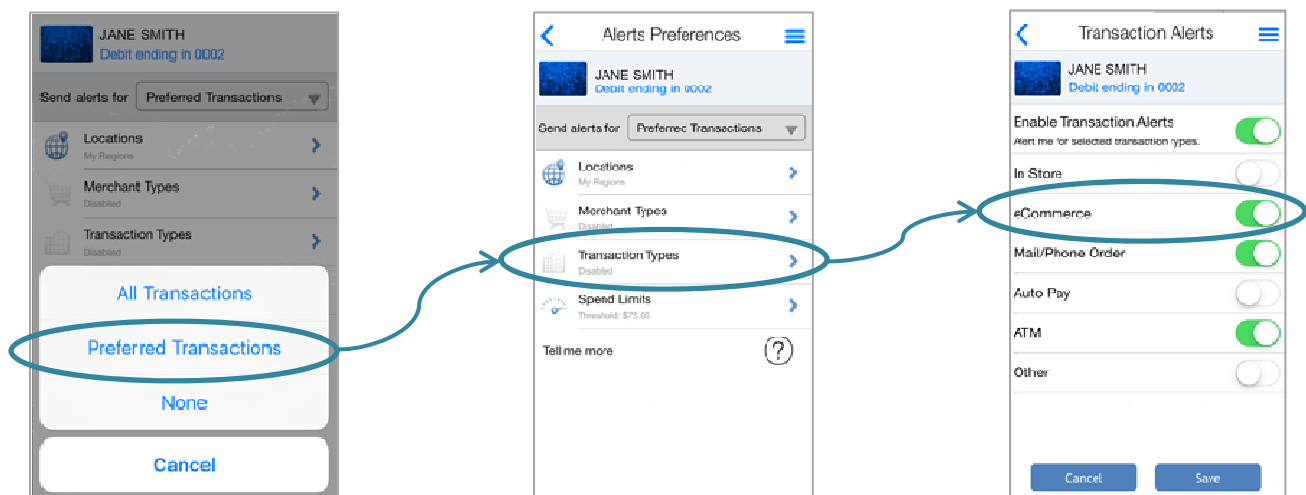 JANE SMITH
Debit ending in 0002
Send alerts for Preferred Transactions
Locations
My Regions
Merchant Types
Disabled
Transaction Types
Disabled
All Transactions
Preferred Transactions
None
Cancel
Alerts Preferences
JANE SMITH
Debit ending in 0002
Send alerts for Preferred Transactions
Locations
My Regions
Merchant Types
Disabled
Transaction Types
Disabled
Spend Limits
Threshold: $75.00
Tell me more ?
Transaction Alerts
JANE SMITH
Debit ending in 0002
Enable Transaction Alerts
Alert me for selected transaction types.
In Store
eCommerce
Mail/Phone Order
Auto Pay
ATM
Other
Cancel Save